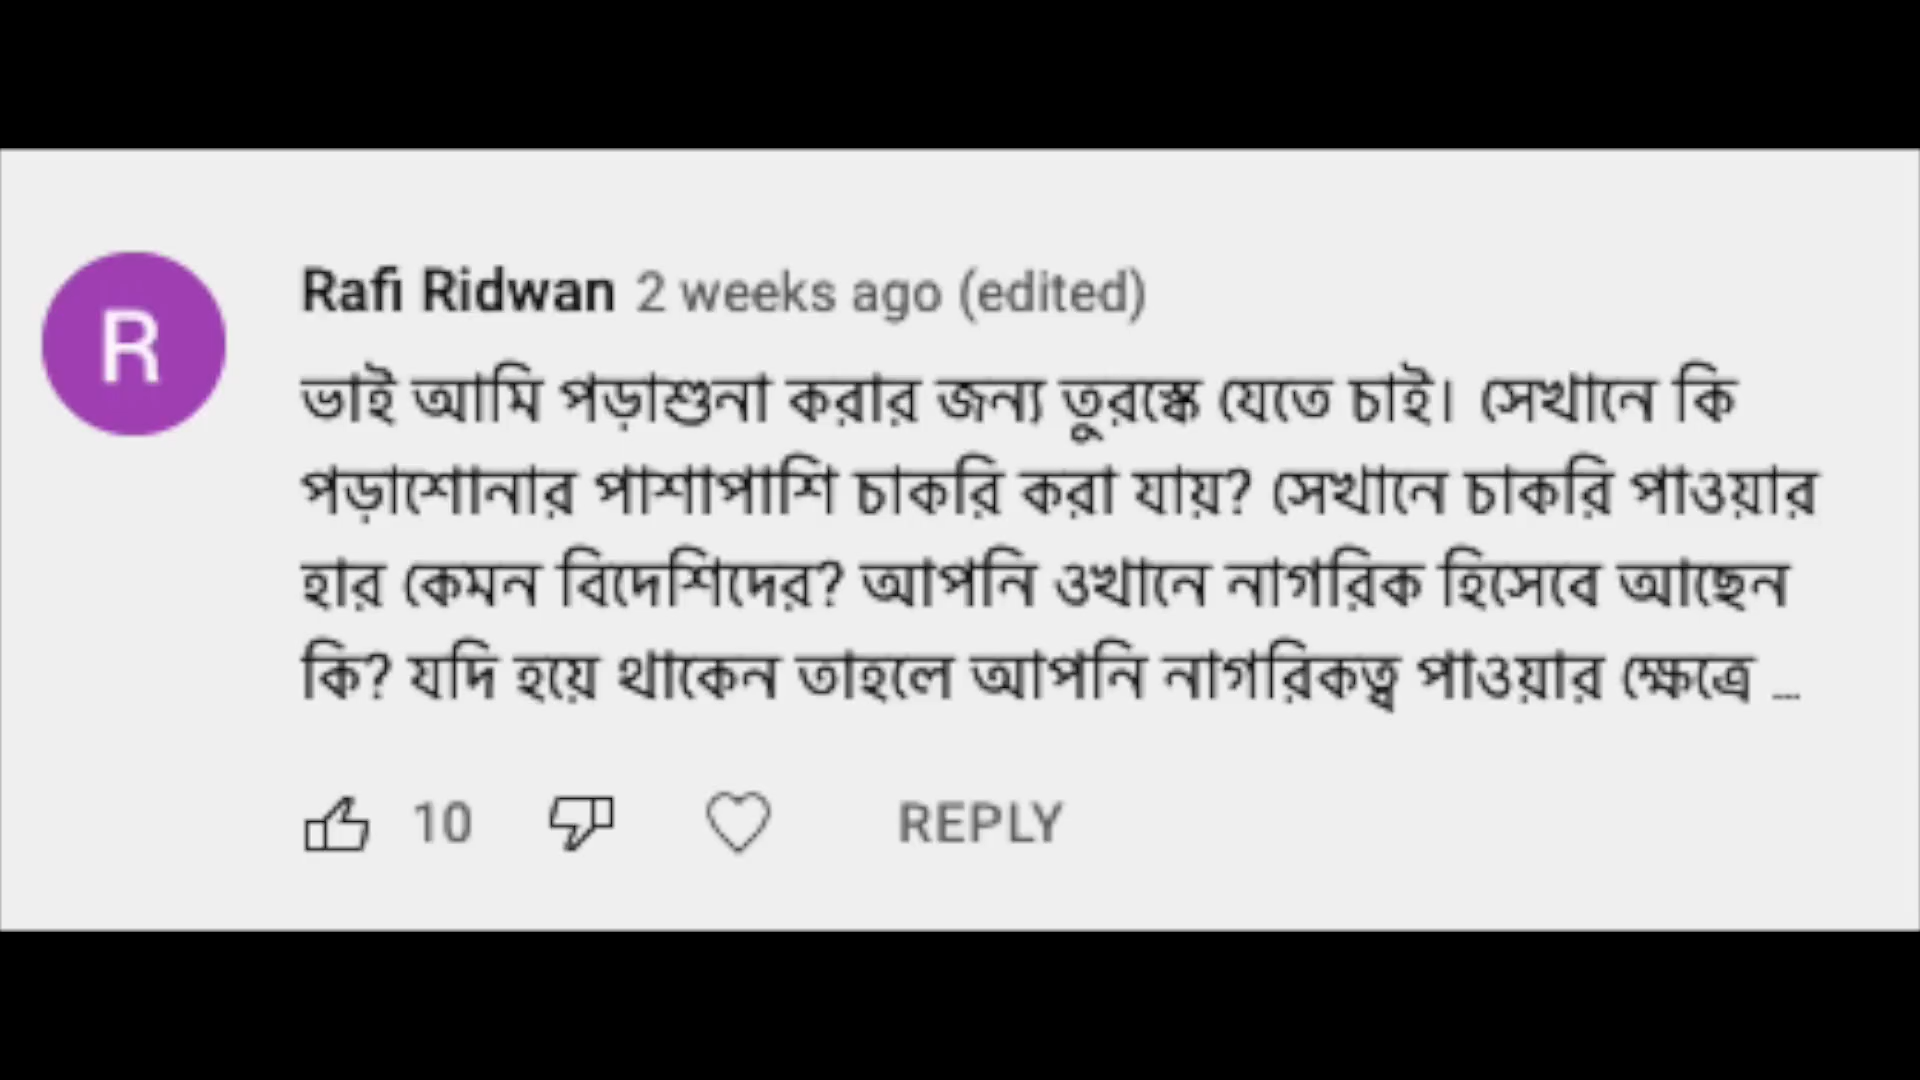 R
Rafi Ridwan 2 weeks ago (edited)
ভাই আমি পড়াশুনা করার জন্য তুরস্কে যেতে চাই। সেখানে কি
পড়াশোনার পাশাপাশি চাকরি করা যায়? সেখানে চাকরি পাওয়ার
হার কেমন বিদেশিদের? আপনি ওখানে নাগরিক হিসেবে আছেন
কি? যদি হয়ে থাকেন তাহলে আপনি নাগরিকত্ব পাওয়ার ক্ষেত্রে ...
10 REPLY